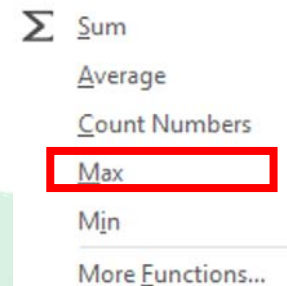 Σ Sum
Average
Count Numbers
Max
Min
More Functions...